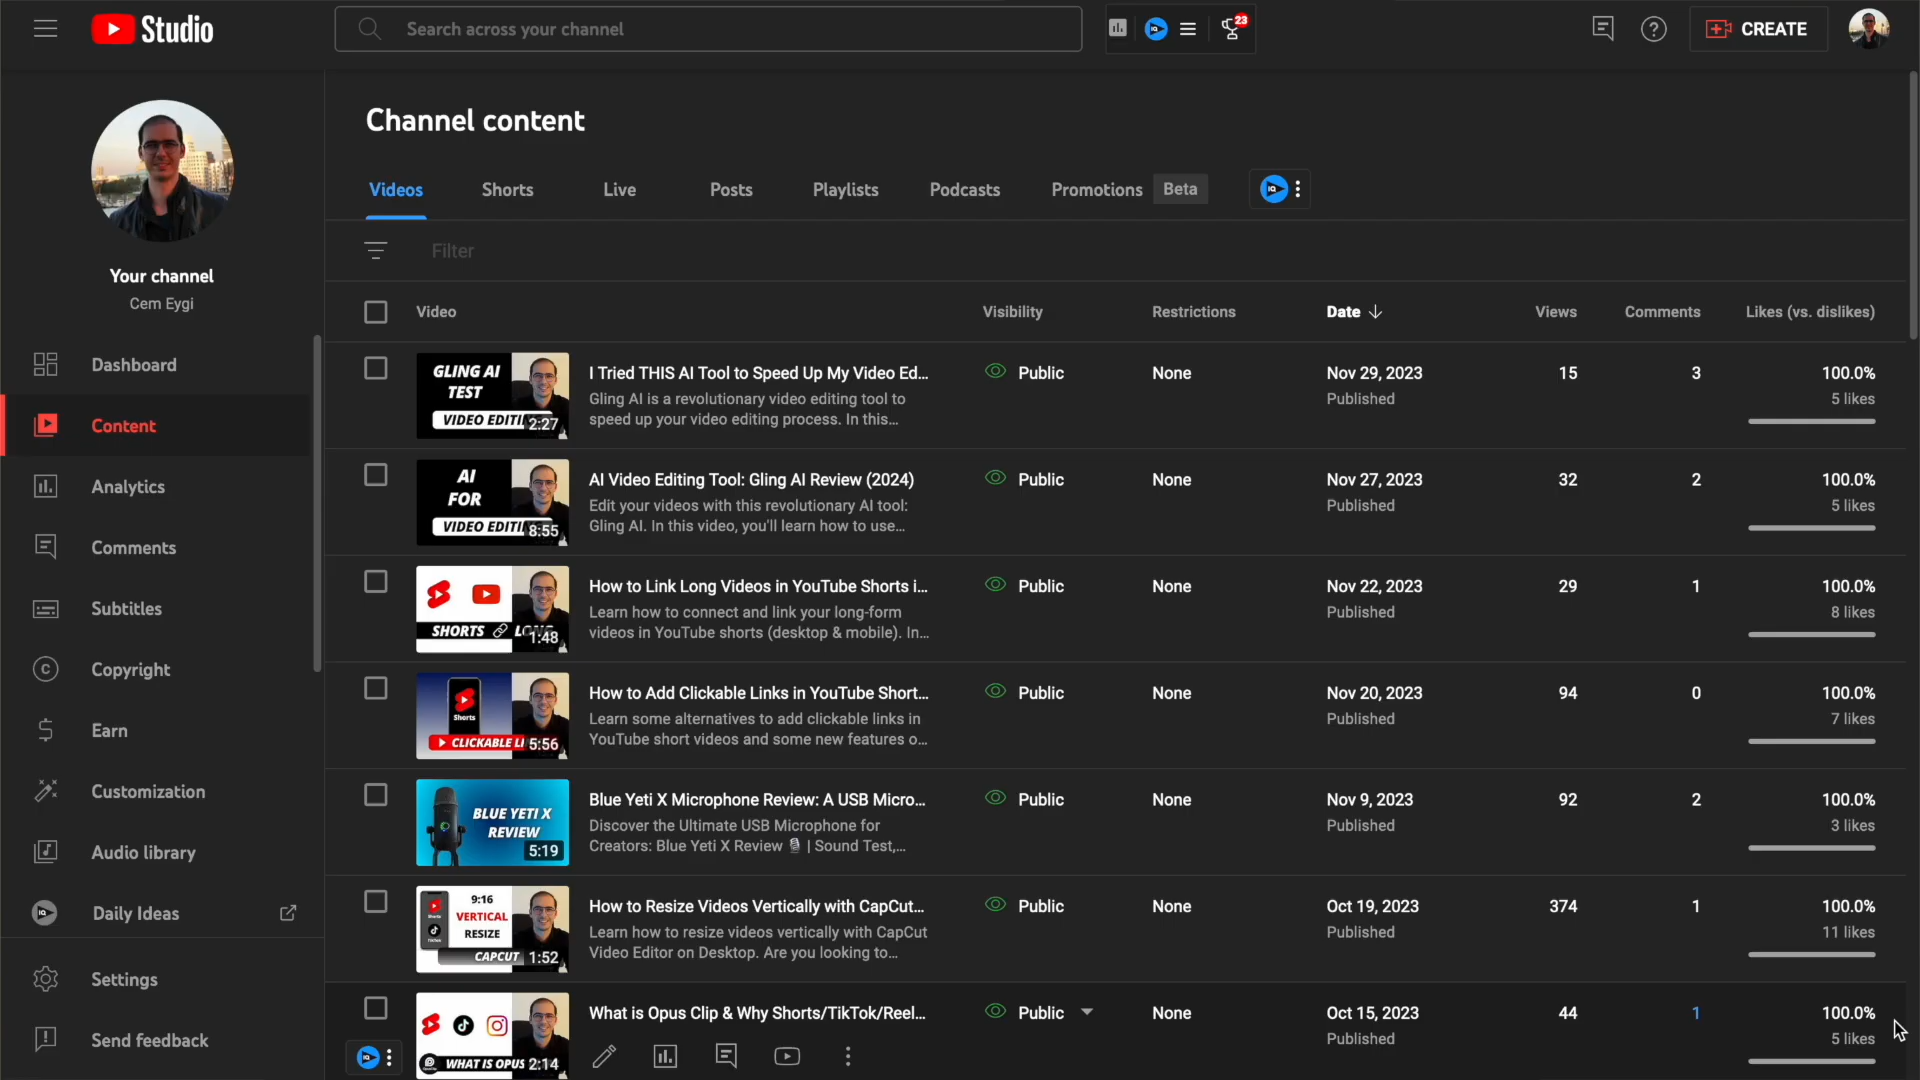 Studio
Search across your channel
23
CREATE
Your channel
Cem Eygi
Dashboard
Content
Analytics
Comments
Subtitles
Copyright
Earn
Customization
Audio library
Daily Ideas
Settings
Send feedback
Channel content
Videos Shorts Live Posts Playlists Podcasts Promotions Beta
Filter
Video Visibility Restrictions Date Views Comments Likes (vs. dislikes)
GLING AI
TEST
VIDEO EDITI
2:27
I Tried THIS AI Tool to Speed Up My Video Ed...
Gling AI is a revolutionary video editing tool to
speed up your video editing process. In this...
Public None Nov 29, 2023 15 3 100.0%
Published 5 likes
AI
FOR
VIDEO EDITI
8:55
AI Video Editing Tool: Gling AI Review (2024)
Edit your videos with this revolutionary AI tool:
Gling AI. In this video, you'll learn how to use...
Public None Nov 27, 2023 32 2 100.0%
Published 5 likes
SHORTS LONG
1:48
How to Link Long Videos in YouTube Shorts i...
Learn how to connect and link your long-form
videos in YouTube shorts (desktop & mobile). In...
Public None Nov 22, 2023 29 1 100.0%
Published 8 likes
Shorts
CLICKABLE LI
5:56
How to Add Clickable Links in YouTube Short...
Learn some alternatives to add clickable links in
YouTube short videos and some new features o...
Public None Nov 20, 2023 94 0 100.0%
Published 7 likes
BLUE YETI X
REVIEW
5:19
Blue Yeti X Microphone Review: A USB Micro...
Discover the Ultimate USB Microphone for
Creators: Blue Yeti X Review 🎙 | Sound Test,...
Public None Nov 9, 2023 92 2 100.0%
Published 3 likes
9:16
VERTICAL
RESIZE
CAPCUT
1:52
How to Resize Videos Vertically with CapCut...
Learn how to resize videos vertically with CapCut
Video Editor on Desktop. Are you looking to...
Public None Oct 19, 2023 374 1 100.0%
Published 11 likes
WHAT IS OPUS
2:14
What is Opus Clip & Why Shorts/TikTok/Reel...
Public None Oct 15, 2023 44 1 100.0%
Published 5 likes